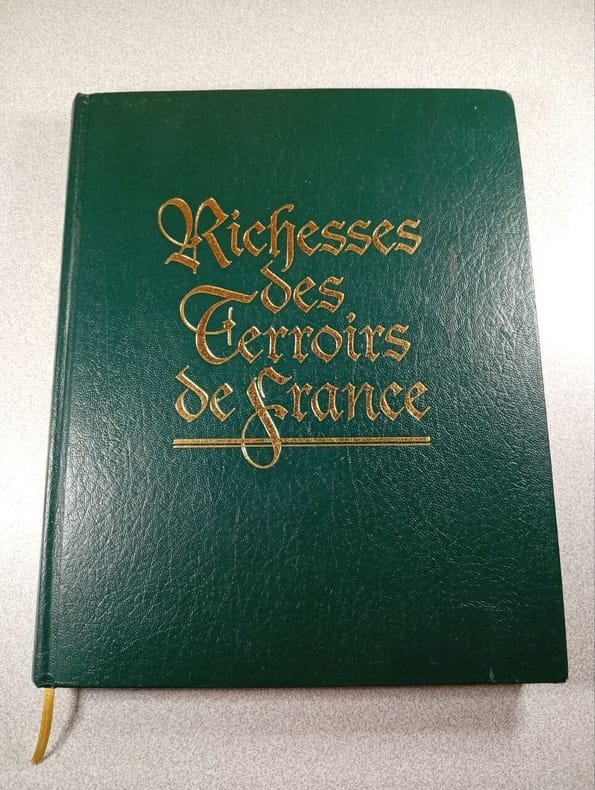 Richesses
des
Terroirs
de France